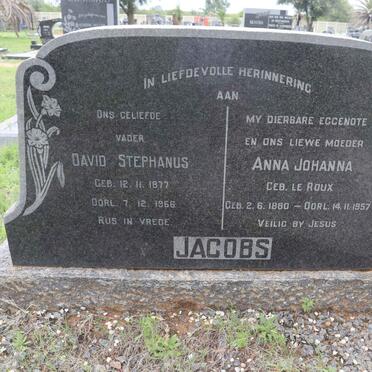 IN LIEFDEVOLLE HERINNERING
AAN
ONS GELIEFDE
VADER
DAVID STEPHANUS
GEB. 12. 11. 1877
OORL. 7. 12. 1956
RUS IN VREDE
MY DIERBARE EGGENOTE
EN ONS LIEWE MOEDER
ANNA JOHANNA
GEB. LE ROUX
GEB. 2. 6. 1880 – OORL. 14. 11. 1957
VEILIG BY JESUS
JACOBS